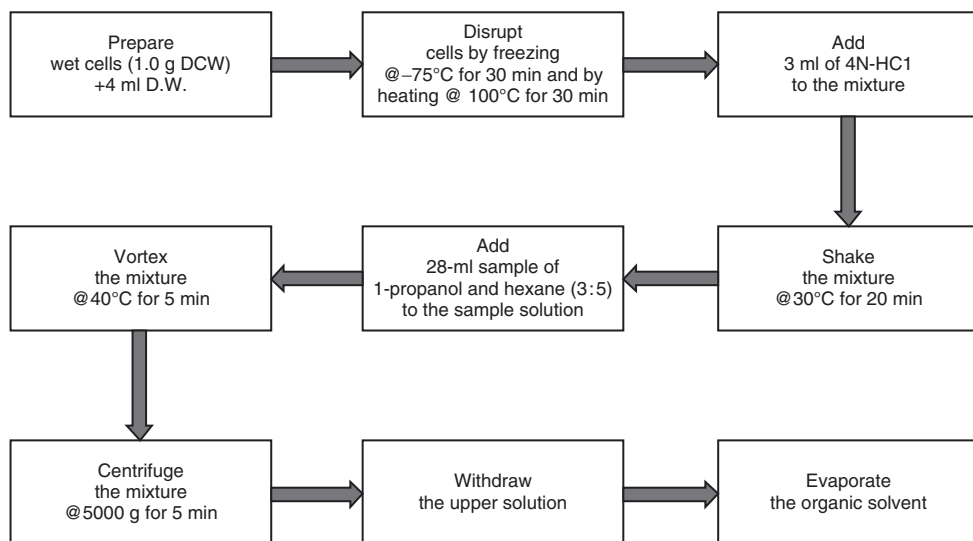 Prepare
wet cells (1.0 g DCW)
+4 ml D.W.
Disrupt
cells by freezing
@–75°C for 30 min and by
heating @ 100°C for 30 min
Add
3 ml of 4N-HC1
to the mixture
Shake
the mixture
@30°C for 20 min
Add
28-ml sample of
1-propanol and hexane (3:5)
to the sample solution
Vortex
the mixture
@40°C for 5 min
Centrifuge
the mixture
@5000 g for 5 min
Withdraw
the upper solution
Evaporate
the organic solvent